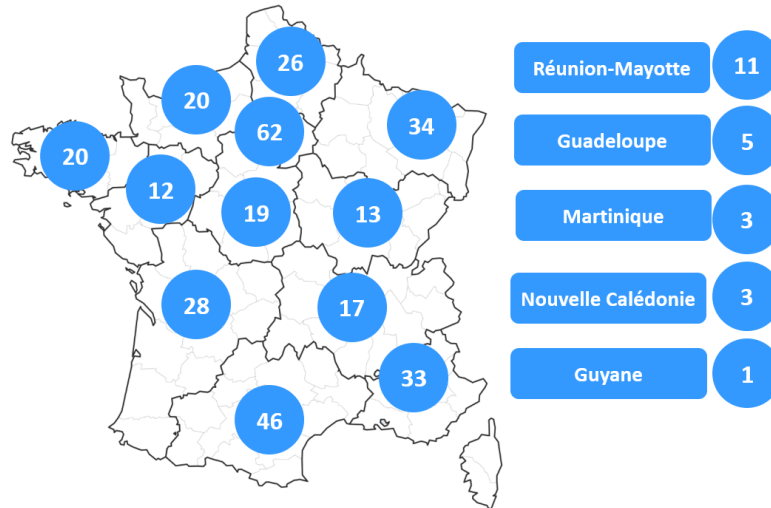 26
20
62
34
20
12
19
13
28
17
33
46
Réunion-Mayotte 11
Guadeloupe 5
Martinique 3
Nouvelle Calédonie 3
Guyane 1